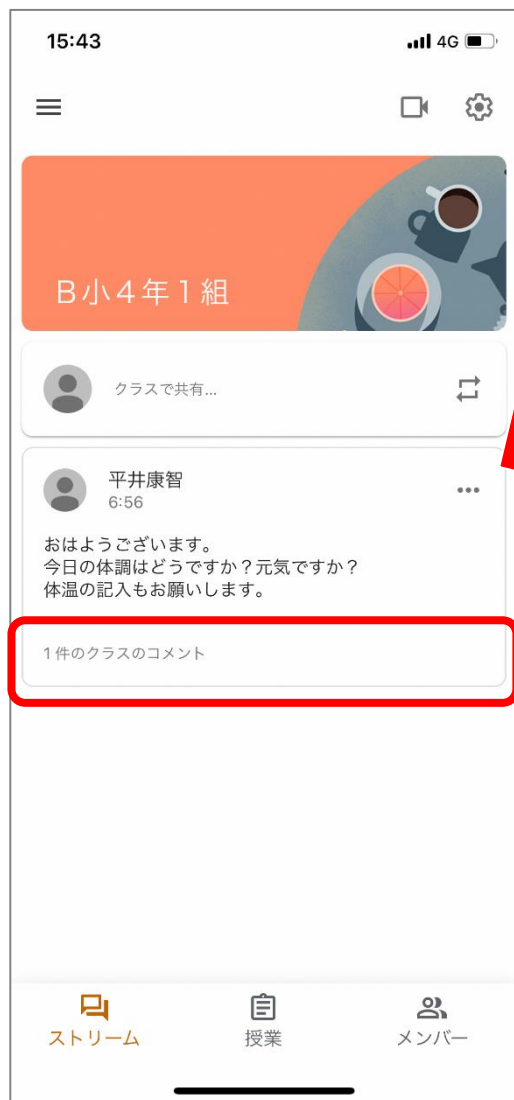 15:43
4G
B小4年1組
クラスで共有...
平井康智
6:56
おはようございます。
今日の体調はどうですか？元気ですか？
体温の記入もお願いします。
1件のクラスのコメント
ストリーム
授業
メンバー